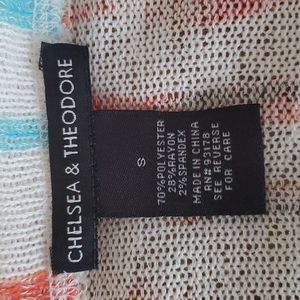 CHELSEA & THEODORE
S
70%POLYESTER
28%RAYON
2%SPANDEX
MADE IN CHINA
RN# 93178
SEE REVERSE
FOR CARE